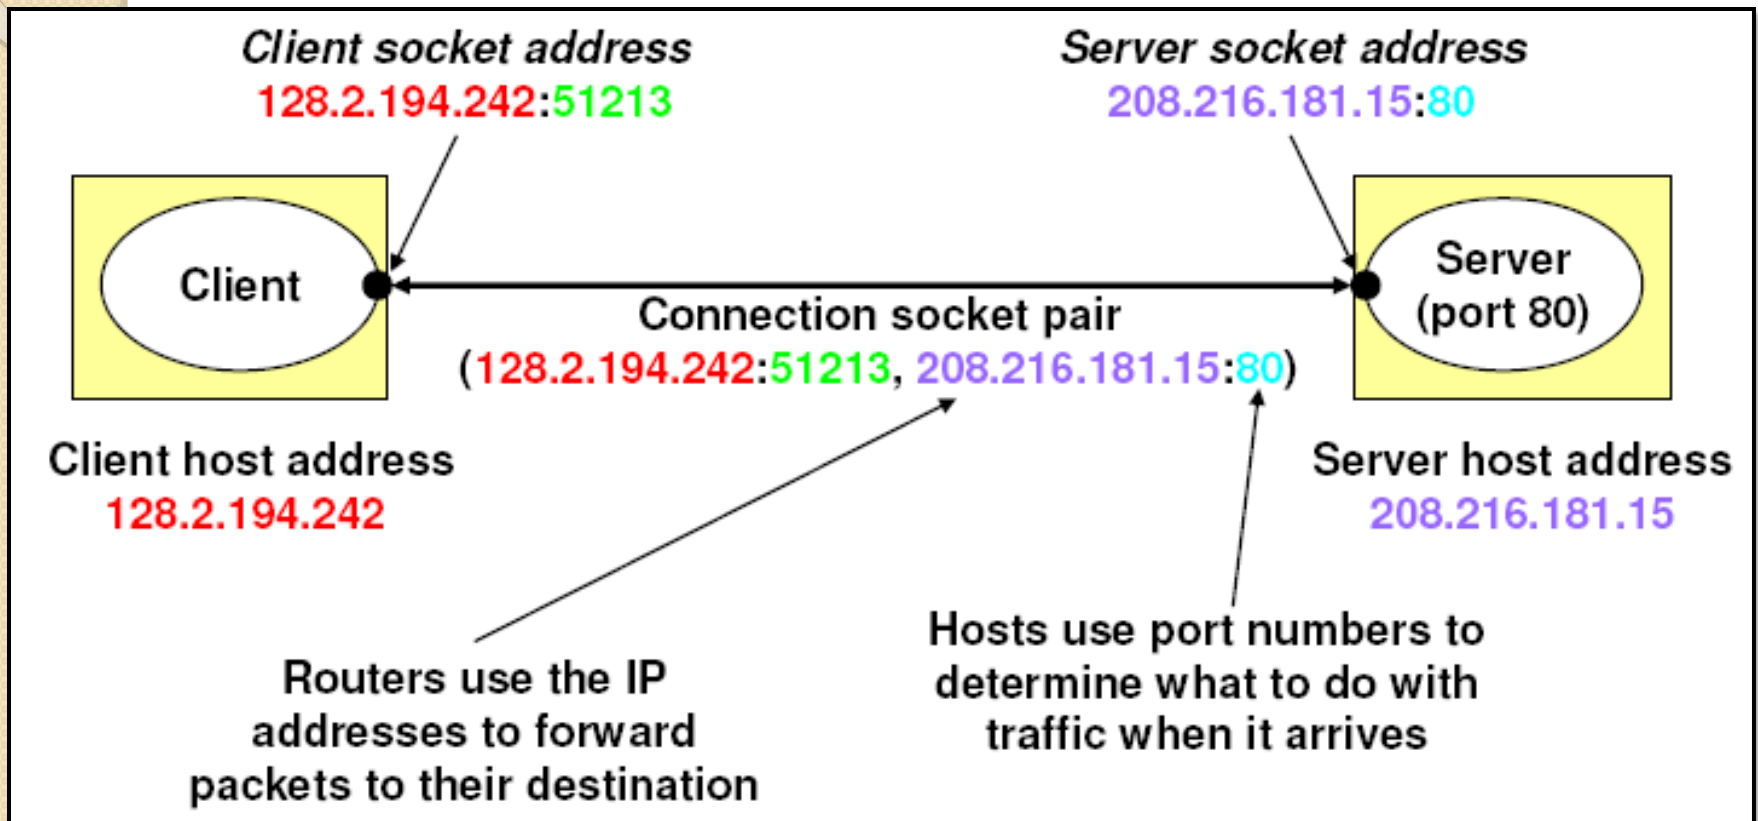 Client socket address
128.2.194.242:51213
Server socket address
208.216.181.15:80
Client
Server
(port 80)
Connection socket pair
(128.2.194.242:51213, 208.216.181.15:80)
Client host address
128.2.194.242
Server host address
208.216.181.15
Routers use the IP
addresses to forward
packets to their destination
Hosts use port numbers to
determine what to do with
traffic when it arrives